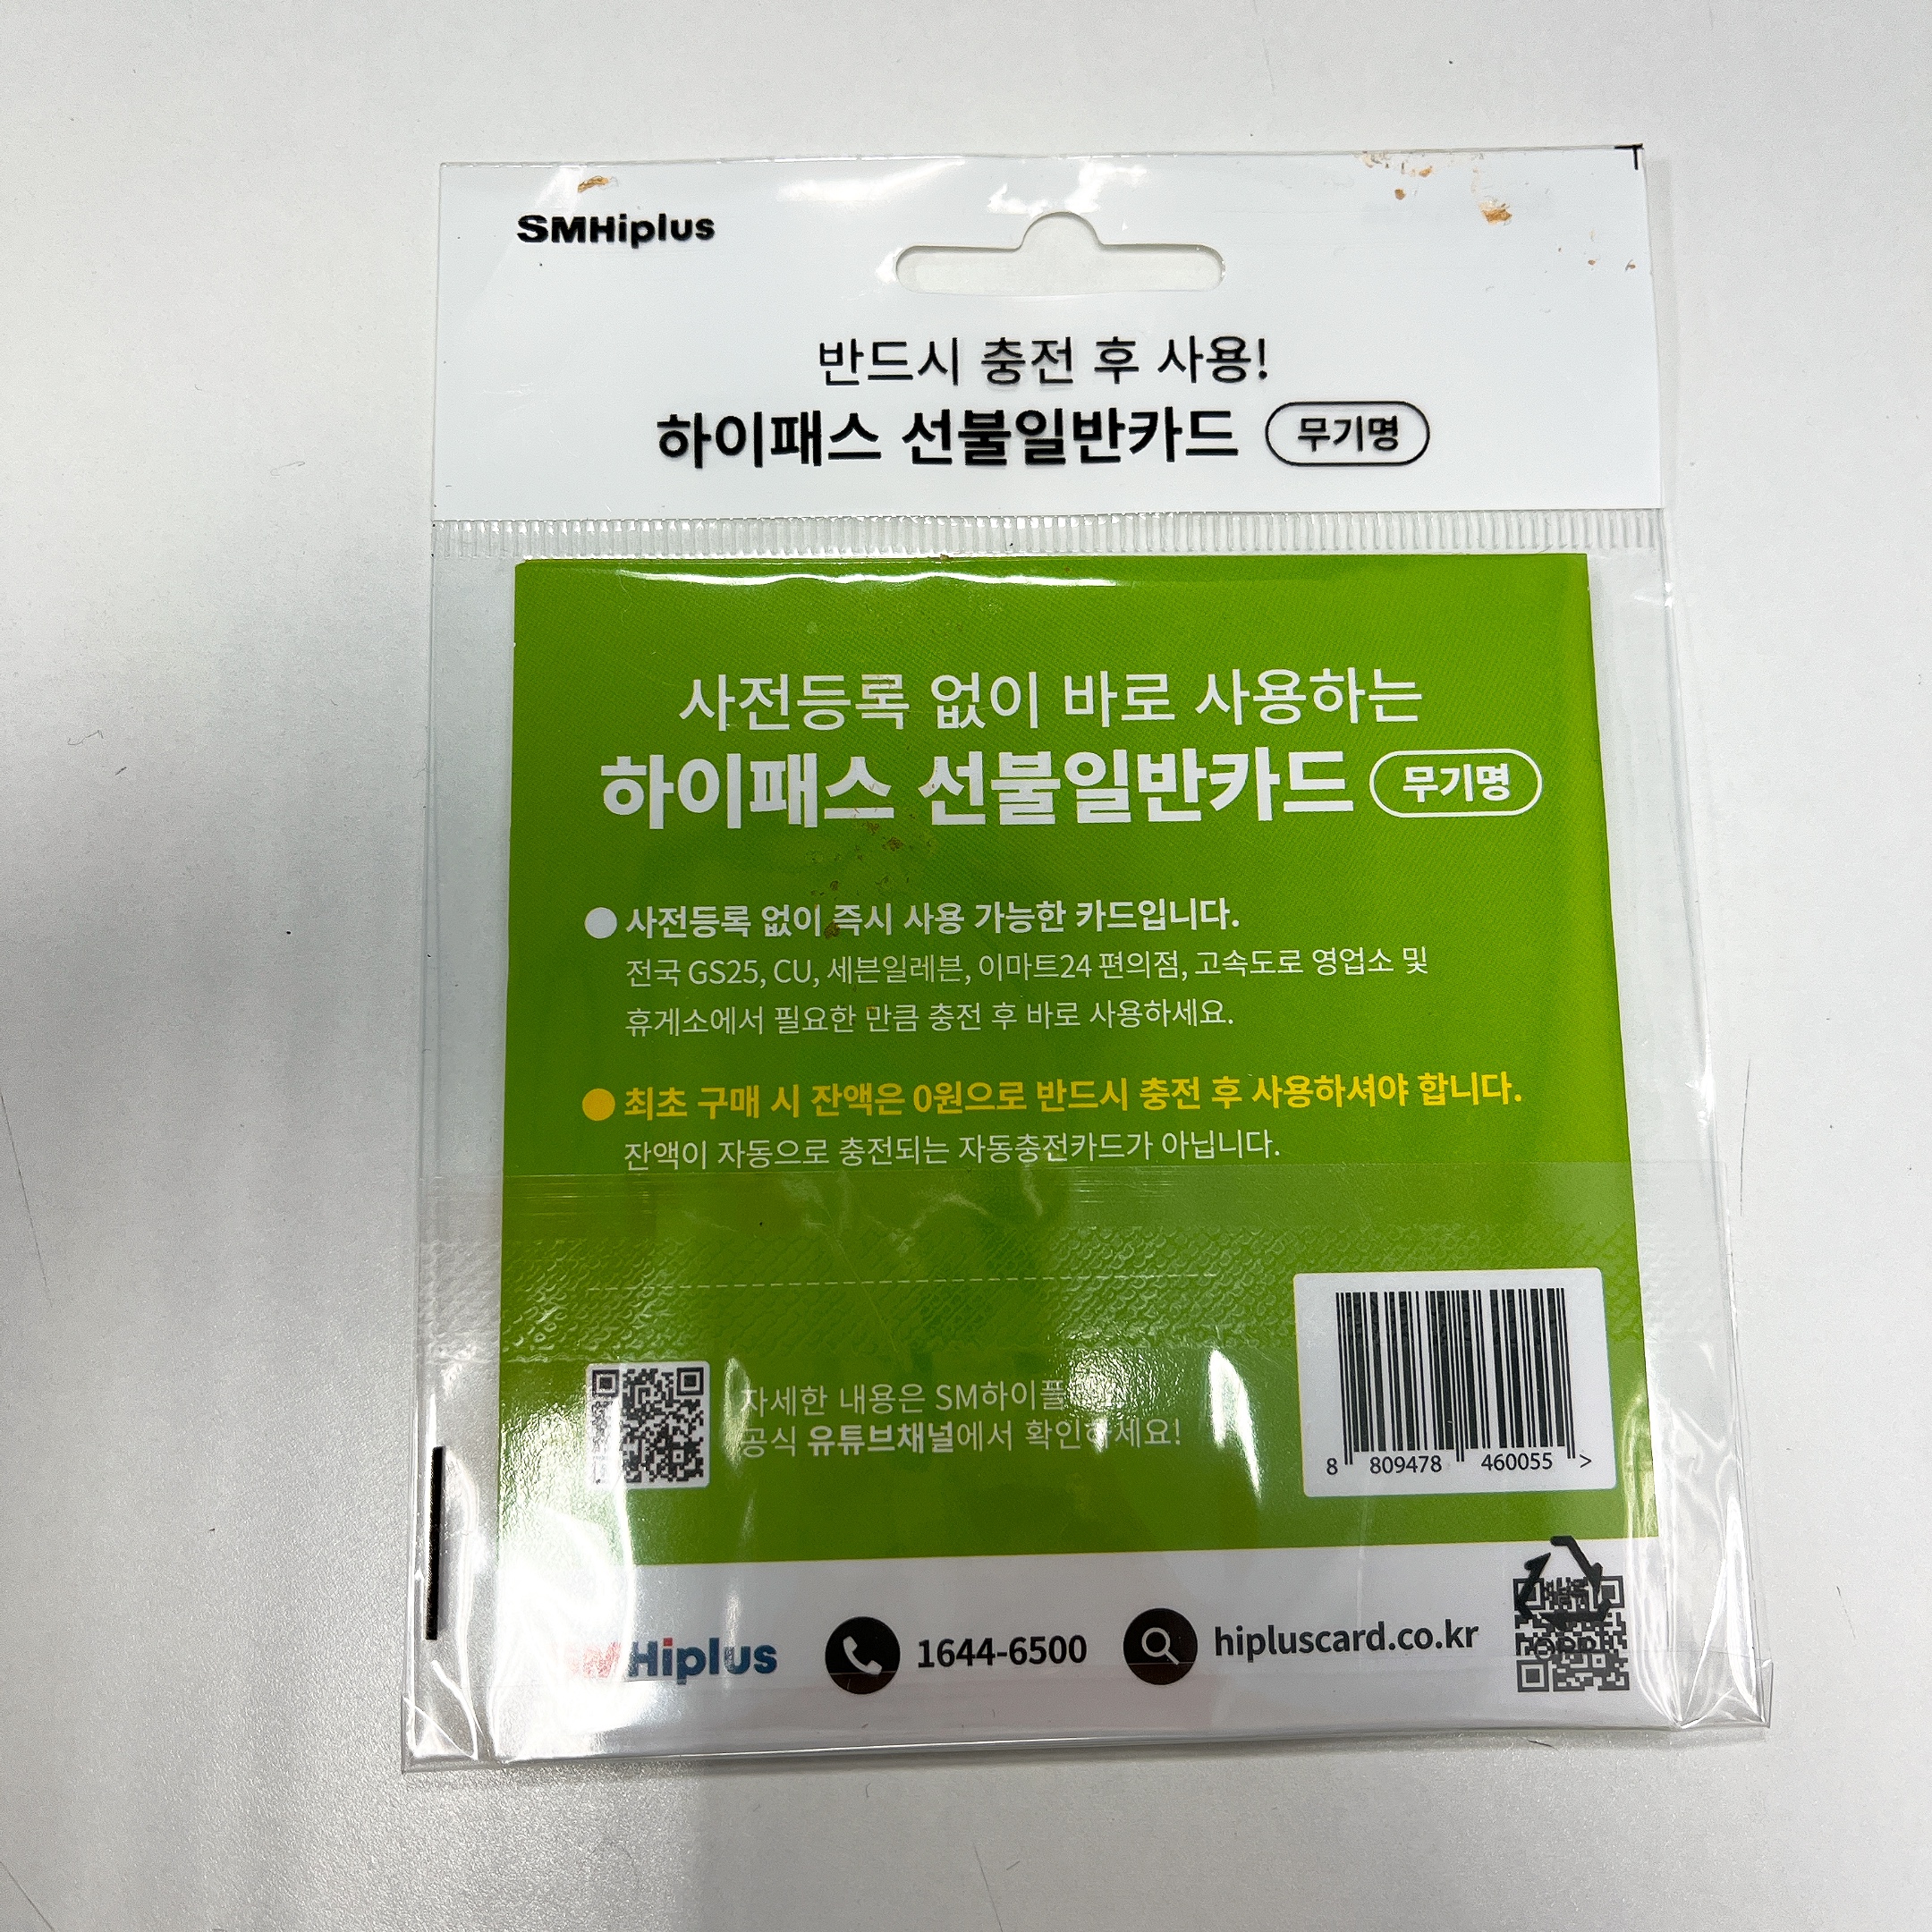 SMHiplus
반드시 충전 후 사용!
하이패스 선불일반카드 무기명
사전등록 없이 바로 사용하는
하이패스 선불일반카드 무기명
사전등록 없이 즉시 사용 가능한 카드입니다.
전국 GS25, CU, 세븐일레븐, 이마트24 편의점, 고속도로 영업소 및
휴게소에서 필요한 만큼 충전 후 바로 사용하세요.
최초 구매 시 잔액은 0원으로 반드시 충전 후 사용하셔야 합니다.
잔액이 자동으로 충전되는 자동충전카드가 아닙니다.
자세한 내용은
공식 유튜브채널에서 확인하세요!
8 809478 460055 >
SMHiplus 1644-6500 hipluscard.co.kr